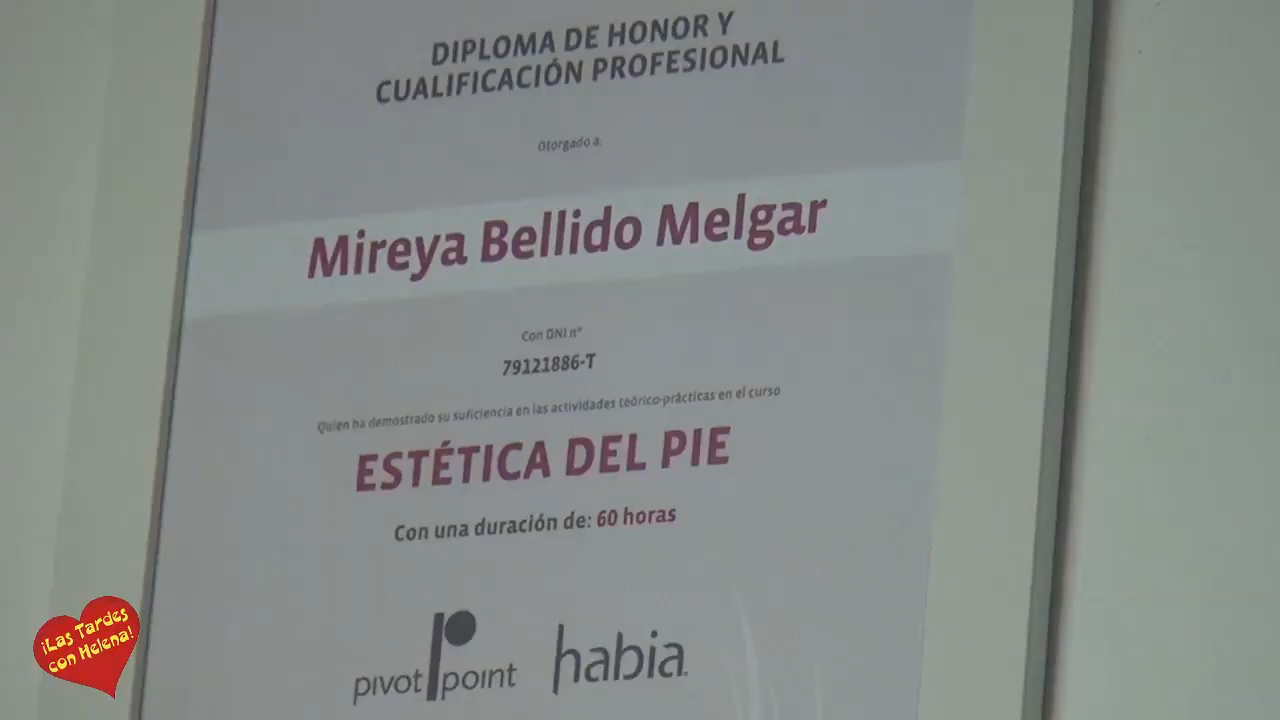 DIPLOMA DE HONOR Y
CUALIFICACIÓN PROFESIONAL
Otorgado a:
Mireya Bellido Melgar
Con DNI nº
79121886-T
Quien ha demostrado su suficiencia en las actividades teórico-prácticas en el curso
ESTÉTICA DEL PIE
Con una duración de: 60 horas
pivot point
habia
¡Las Tardes
con Helena!